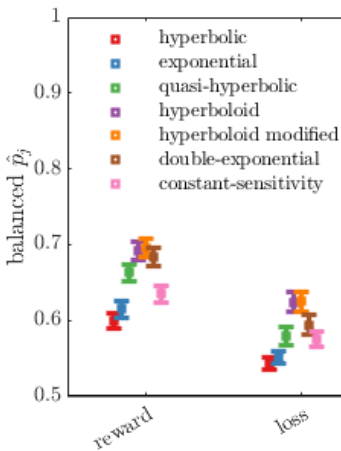 1
0.9
0.8
0.7
0.6
0.5
balanced p̂j
hyperbolic
exponential
quasi-hyperbolic
hyperboloid
hyperboloid modified
double-exponential
constant-sensitivity
reward
loss